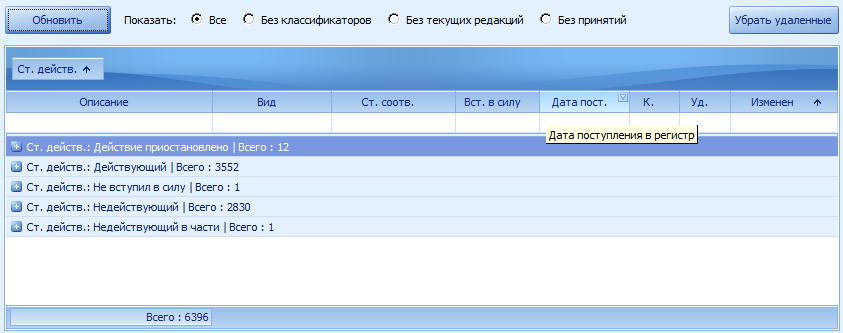 Обновить Показать: Все Без классификаторов Без текущих редакций Без принятий Убрать удаленные
Ст. действ.
Описание Вид Ст. соотв. Вст. в силу Дата пост. К. Уд. Изменен
Дата поступления в регистр
Ст. действ.: Действие приостановлено | Всего : 12
Ст. действ.: Действующий | Всего : 3552
Ст. действ.: Не вступил в силу | Всего : 1
Ст. действ.: Недействующий | Всего : 2830
Ст. действ.: Недействующий в части | Всего : 1
Всего : 6396